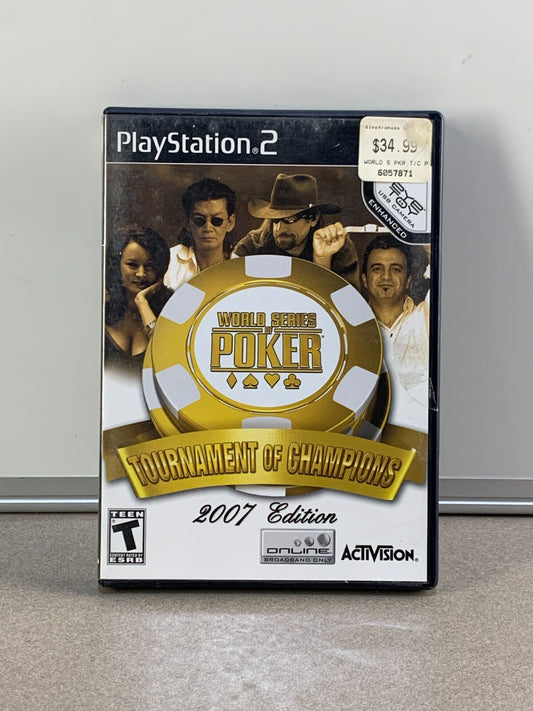 PlayStation®2
Electronics
$34.99
WORLD S PKR T/C P
6057871
EYE TOY
USB CAMERA
ENHANCED
WORLD SERIES
OF
POKER
TOURNAMENT OF CHAMPIONS
2007 Edition
TEEN
T
CONTENT RATED BY
ESRB
ONLINE
BROADBAND ONLY
ACTIVISION®